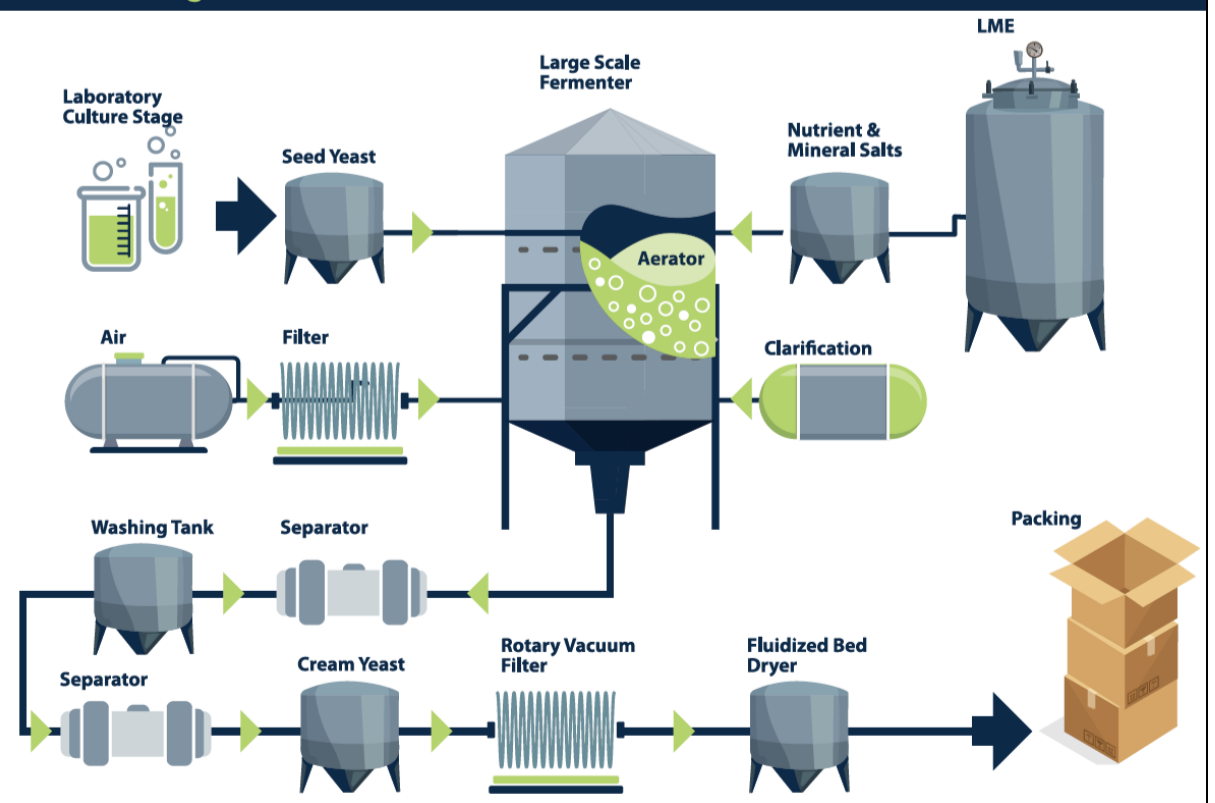 LME
Large Scale
Fermenter
Laboratory
Culture Stage
Nutrient &
Mineral Salts
Seed Yeast
Aerator
Air
Filter
Clarification
Packing
Washing Tank
Separator
Rotary Vacuum
Filter
Fluidized Bed
Dryer
Cream Yeast
Separator